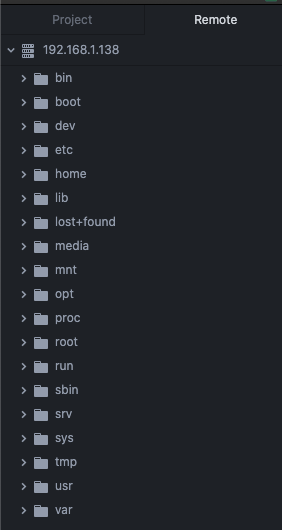 Project Remote
192.168.1.138
bin
boot
dev
etc
home
lib
lost+found
media
mnt
opt
proc
root
run
sbin
srv
sys
tmp
usr
var